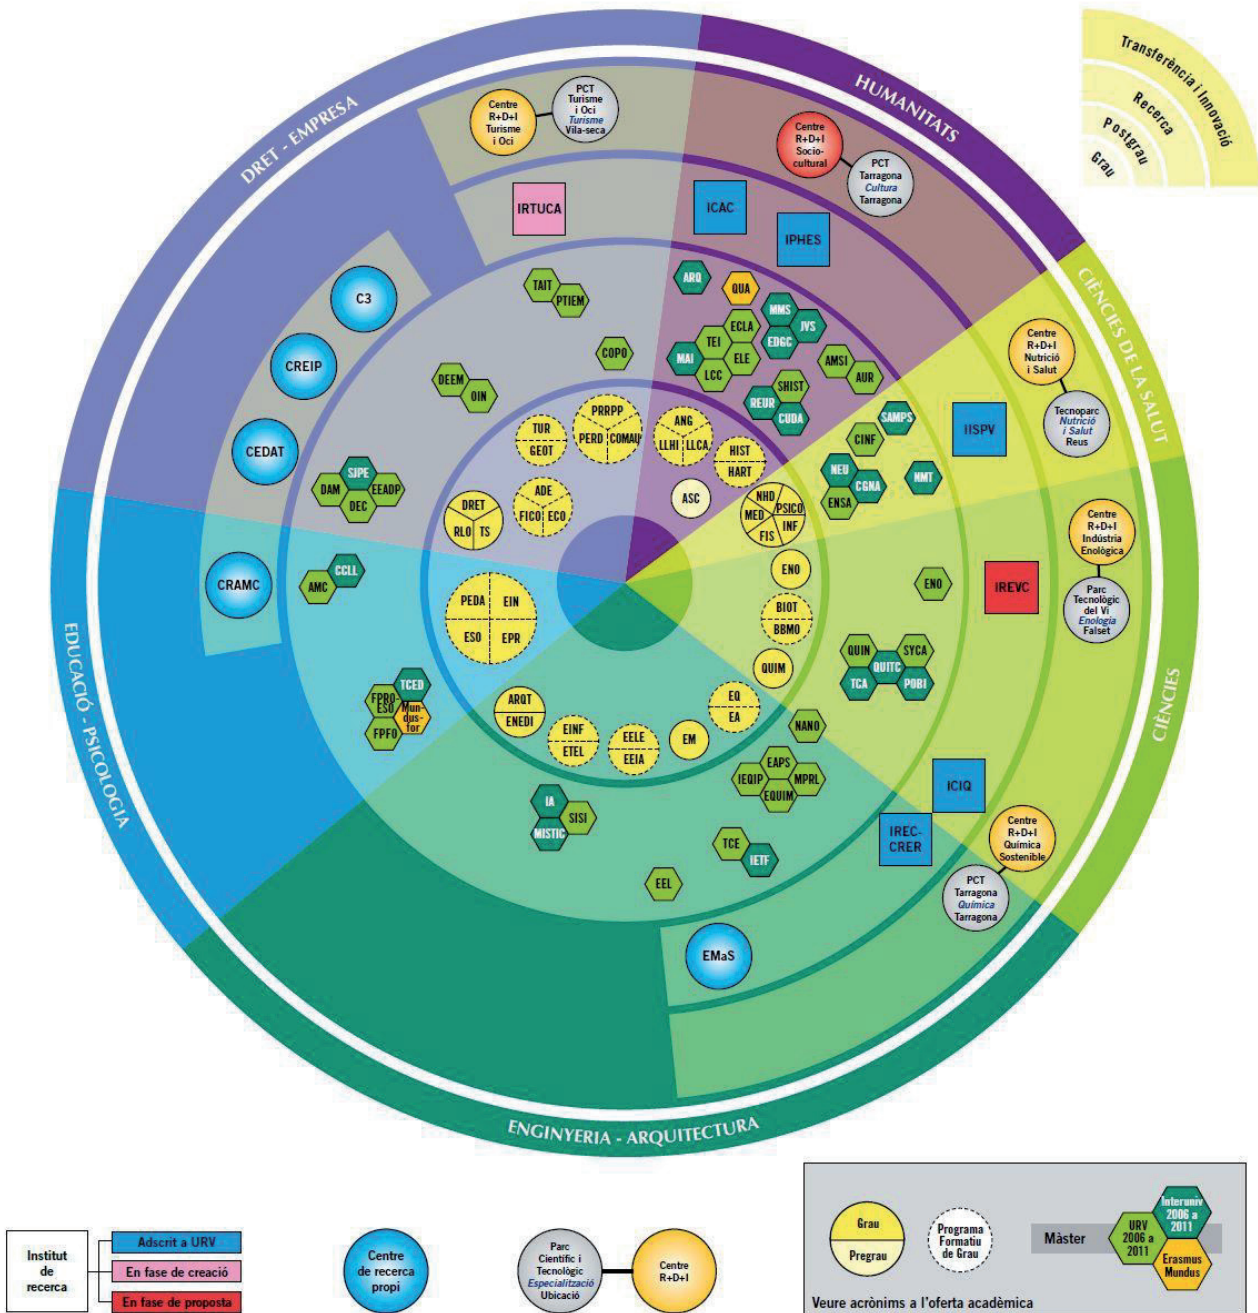 DRET - EMPRESA
HUMANITATS
CIÈNCIES DE LA SALUT
CIÈNCIES
ENGINYERIA - ARQUITECTURA
EDUCACIÓ - PSICOLOGIA
Transferència i Innovació
Recerca
Postgrau
Grau
Centre
R+D+I
Turisme
i Oci
PCT
Turisme
i Oci
Turisme
Vila-seca
Centre
R+D+I
Socio-
cultural
PCT
Tarragona
Cultura
Tarragona
IRTUCA
ICAC
IPHES
C3
CREIP
CEDAT
CRAMC
TAIT
PTIEM
COPO
DEEM
OIN
SJPE
DAM
EEADP
DEC
ARQ
QUA
MMS
JVS
EDGC
ECLA
TEI
ELE
MAI
LCC
AMSI
AUR
SHIST
REUR
CUDA
SAMPS
CINF
NEU
CGNA
ENSA
NMT
IISPV
Centre
R+D+I
Nutrició
i Salut
Tecnoparc
Nutrició
i Salut
Reus
TUR
GEOT
PRRPP
PERD
COMAU
ANG
LLHI
LLCA
HIST
HART
ASC
ADE
FICO
ECO
DRET
RLO
TS
NHD
PSICO
MED
INF
FIS
ENO
BIOT
BBMO
QUIM
EQ
EA
EM
EELE
EEIA
EINF
ETEL
ARQT
ENEDI
PEDA
EIN
ESO
EPR
AMC
CCLL
TCED
FPRO-
ESO
Mun-
dus-
for
FPFO
ENO
IREVC
Centre
R+D+I
Indústria
Enològica
Parc
Tecnològic
del Vi
Enologia
Falset
QUIN
SYCA
QUITC
TCA
POBI
NANO
EAPS
IEQIP
MPRL
EQUIM
IA
SISI
MISTIC
TCE
IETF
EEL
ICIQ
IREC-
CRER
Centre
R+D+I
Química
Sostenible
PCT
Tarragona
Química
Tarragona
EMaS
Institut
de
recerca
Adscrit a URV
En fase de creació
En fase de proposta
Centre
de recerca
propi
Parc
Científic i
Tecnològic
Especialització
Ubicació
Centre
R+D+I
Grau
Pregrau
Programa
Formatiu
de Grau
Màster
URV
2006 a
2011
Interuniv
2006 a
2011
Erasmus
Mundus
Veure acrònims a l'oferta acadèmica